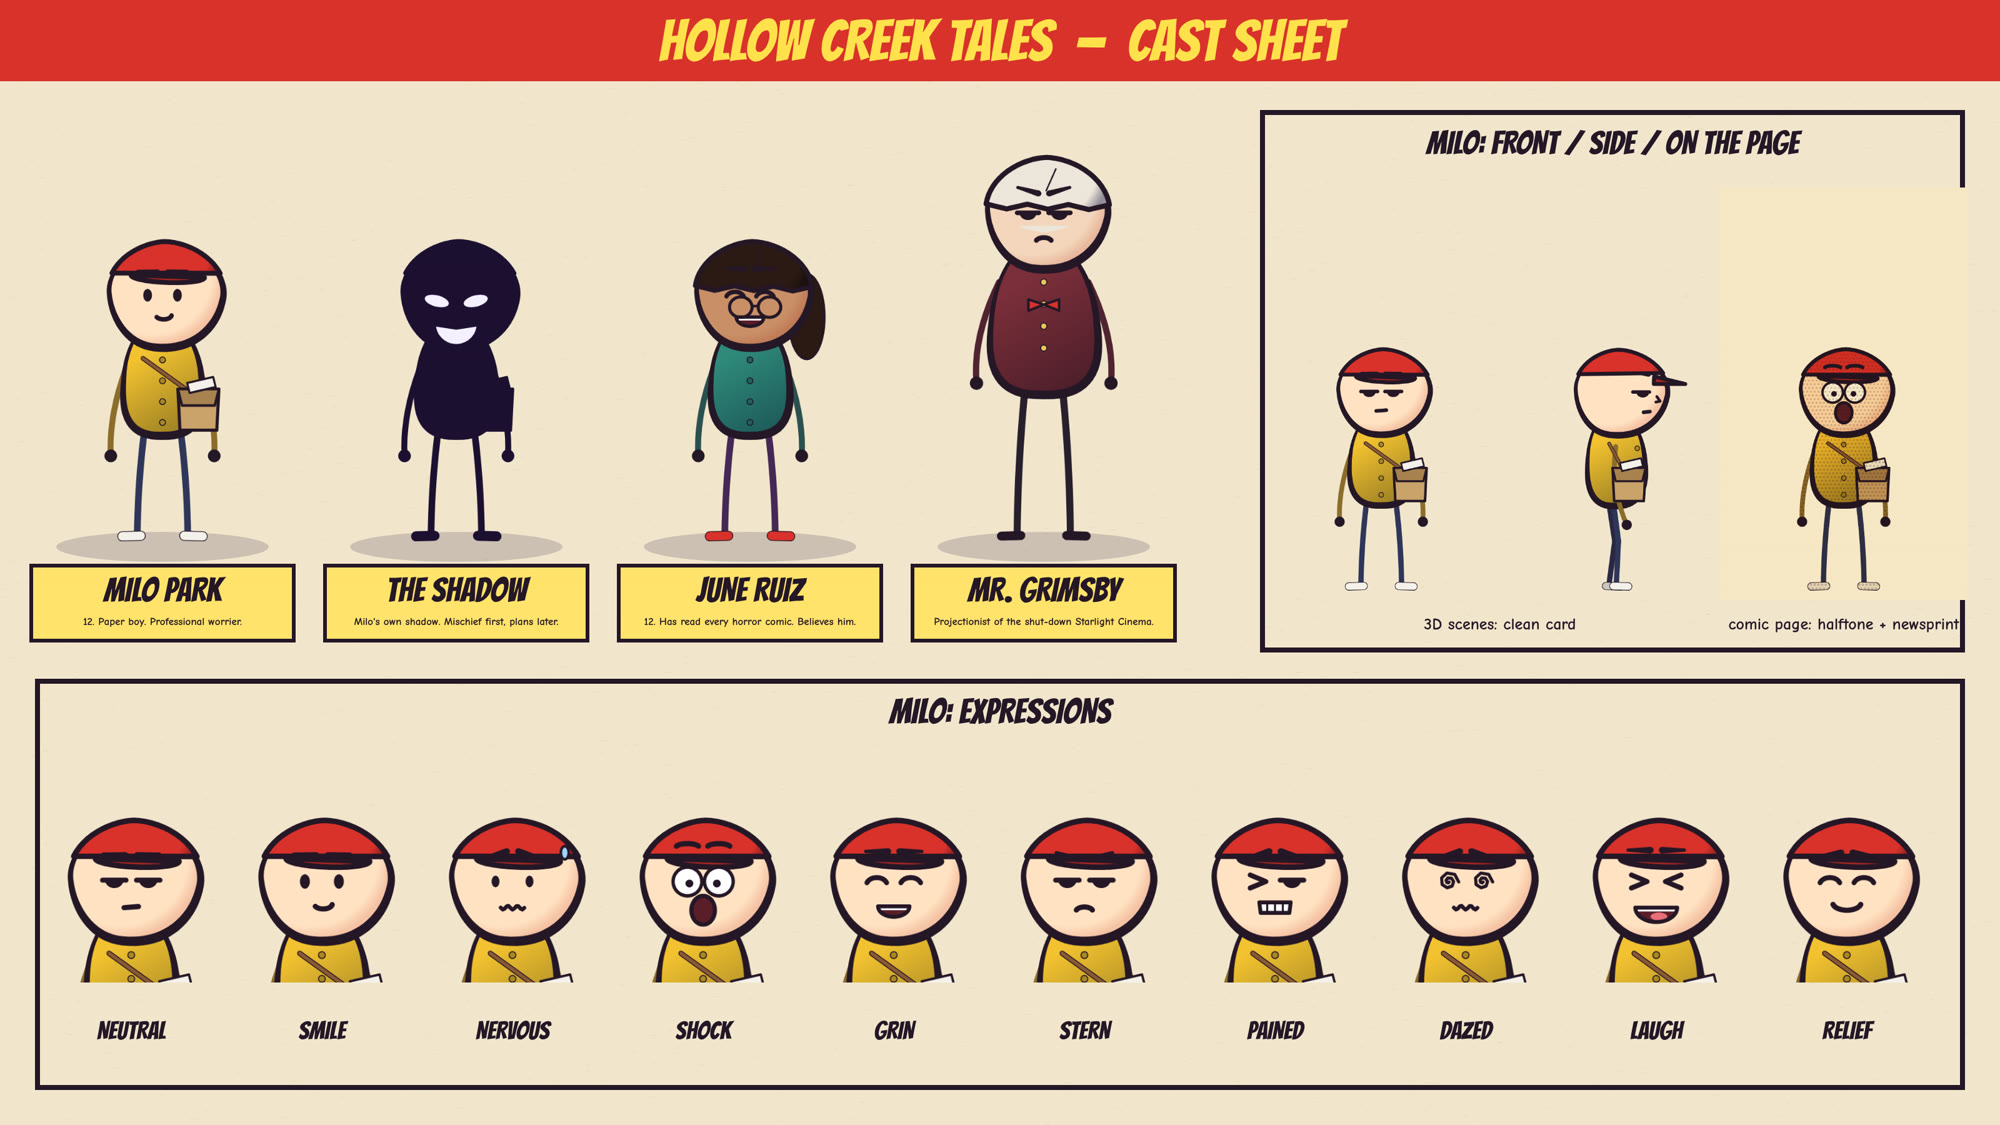 HOLLOW CREEK TALES – CAST SHEET
MILO: FRONT / SIDE / ON THE PAGE
MILO PARK
12. Paper boy. Professional worrier.
THE SHADOW
Milo's own shadow. Mischief first, plans later.
JUNE RUIZ
12. Has read every horror comic. Believes him.
MR. GRIMSBY
Projectionist of the shut-down Starlight Cinema.
3D scenes: clean card
comic page: halftone + newsprint
MILO: EXPRESSIONS
NEUTRAL
SMILE
NERVOUS
SHOCK
GRIN
STERN
PAINED
DAZED
LAUGH
RELIEF